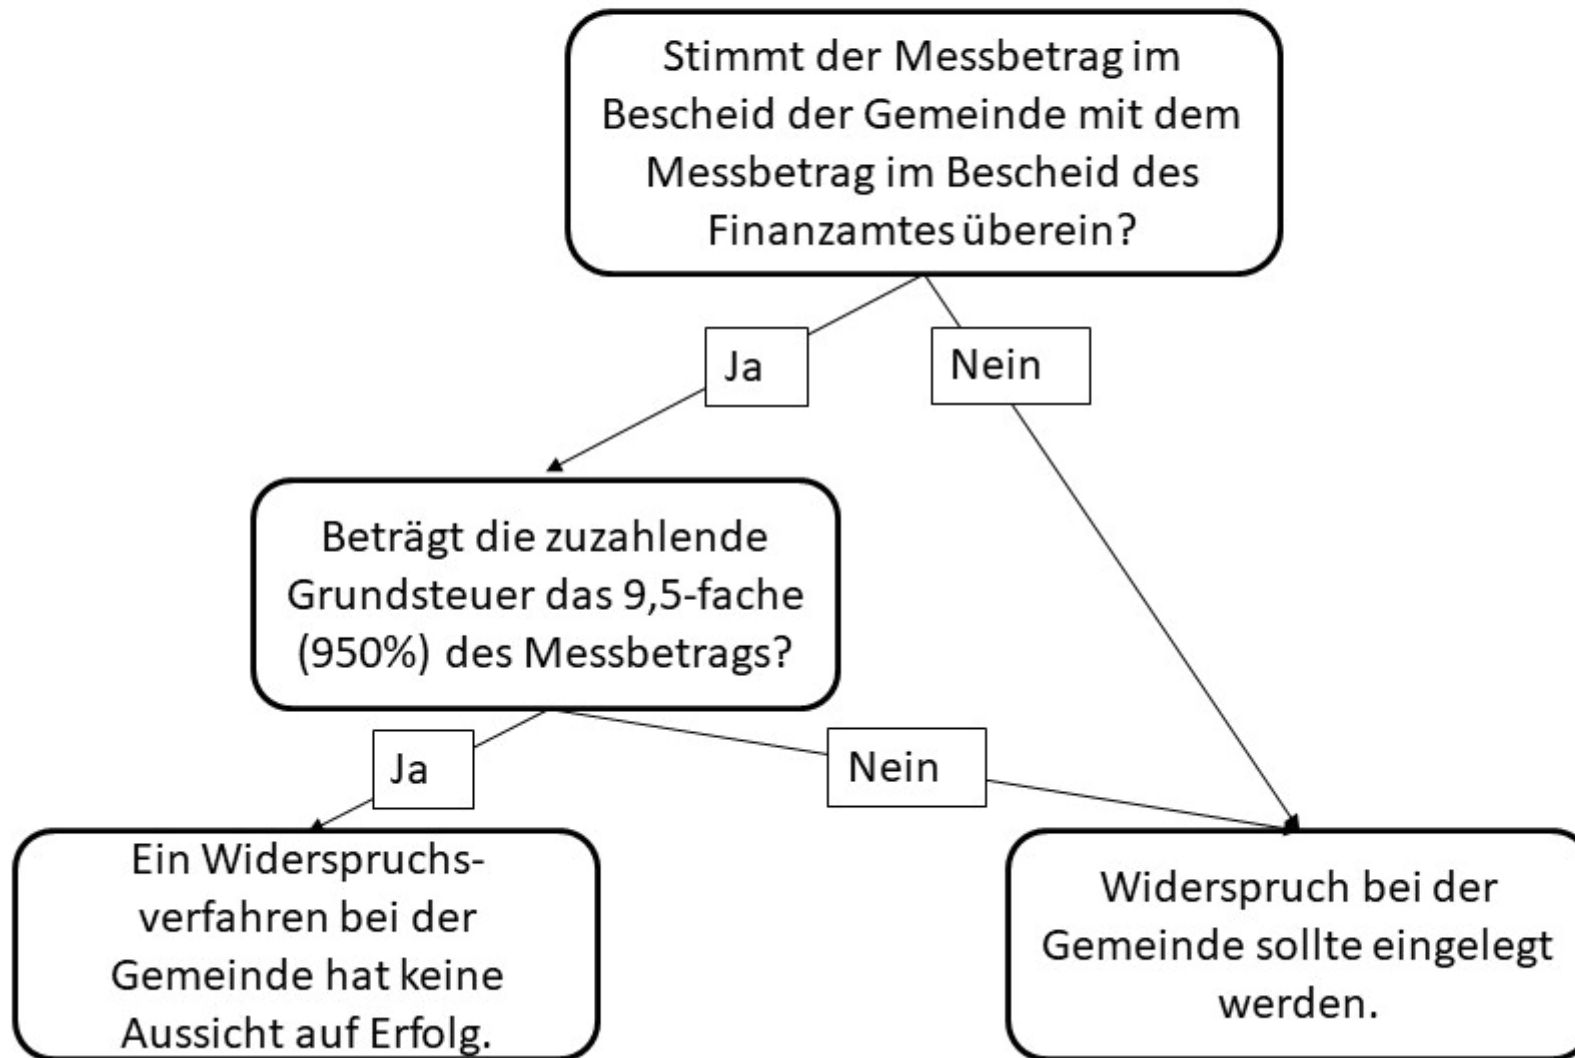 Stimmt der Messbetrag im
Bescheid der Gemeinde mit dem
Messbetrag im Bescheid des
Finanzamtes überein?
Ja
Nein
Beträgt die zuzahlende
Grundsteuer das 9,5-fache
(950%) des Messbetrags?
Ja
Nein
Ein Widerspruchs-
verfahren bei der
Gemeinde hat keine
Aussicht auf Erfolg.
Widerspruch bei der
Gemeinde sollte eingelegt
werden.